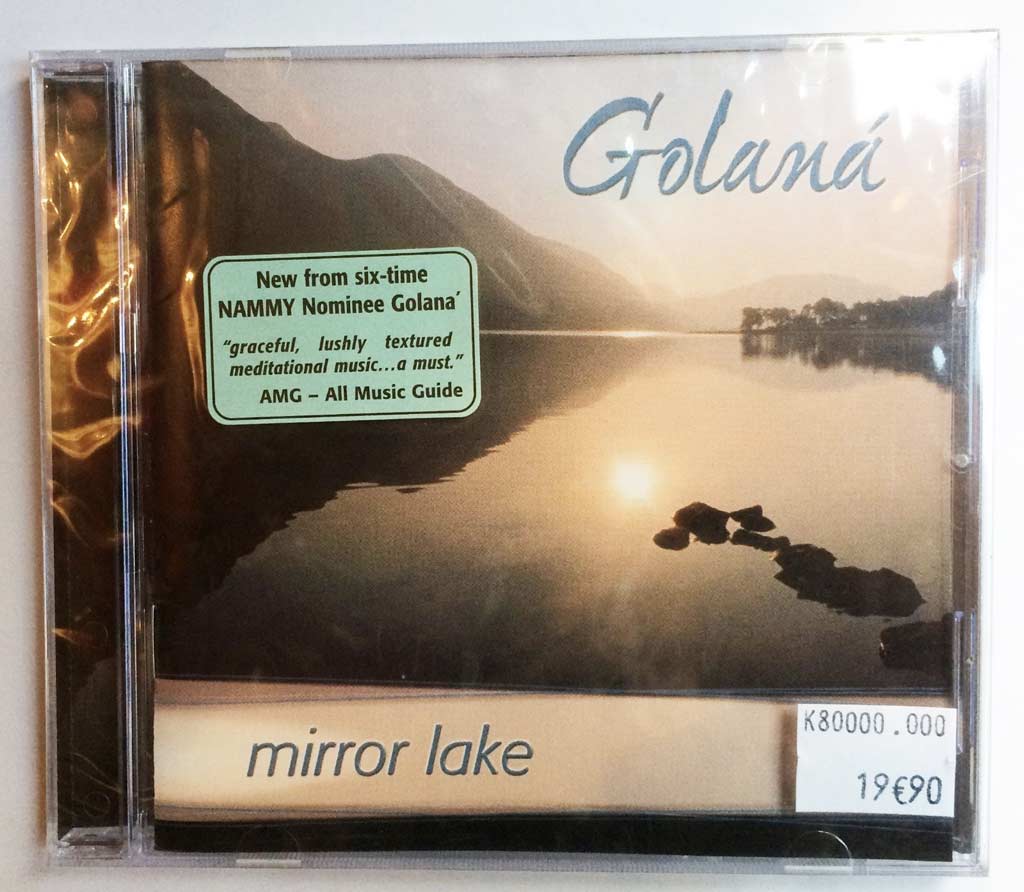 Golaná
New from six-time
NAMMY Nominee Golana´
“graceful, lushly textured
meditational music...a must.”
AMG – All Music Guide
mirror lake
K80000.000
19€90